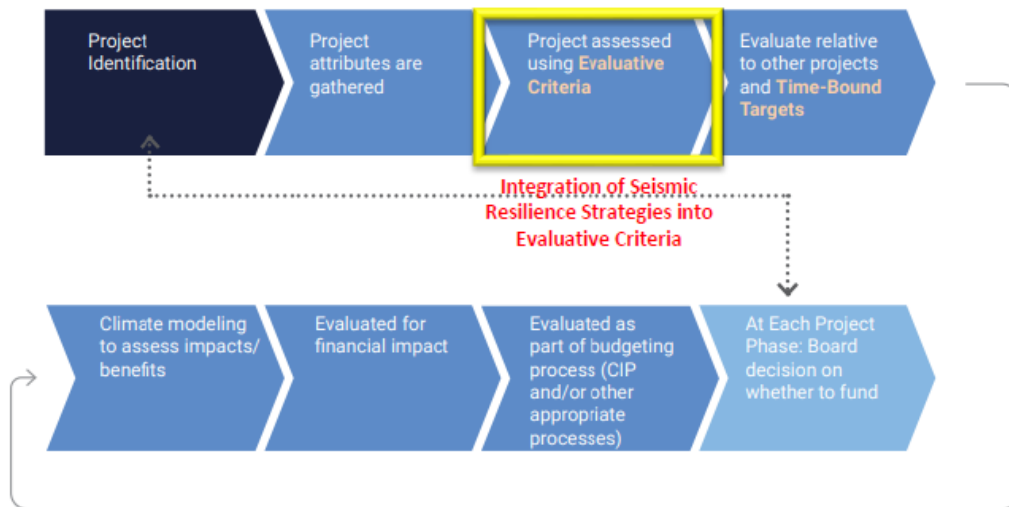 Project
Identification
Project
attributes are
gathered
Project assessed
using Evaluative
Criteria
Evaluate relative
to other projects
and Time-Bound
Targets
Integration of Seismic
Resilience Strategies into
Evaluative Criteria
Climate modeling
to assess impacts/
benefits
Evaluated for
financial impact
Evaluated as
part of budgeting
process (CIP
and/or other
appropriate
processes)
At Each Project
Phase: Board
decision on
whether to fund